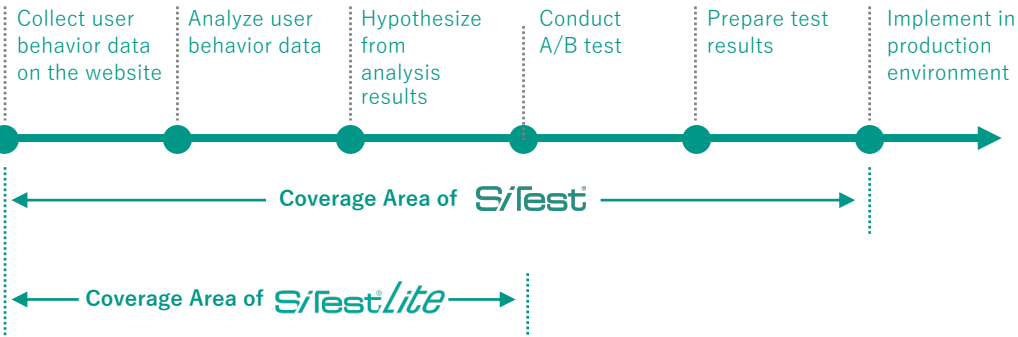 Collect user
behavior data
on the website
Analyze user
behavior data
Hypothesize
from
analysis
results
Conduct
A/B test
Prepare test
results
Implement in
production
environment
Coverage Area of SiTest®
Coverage Area of SiTest® Lite